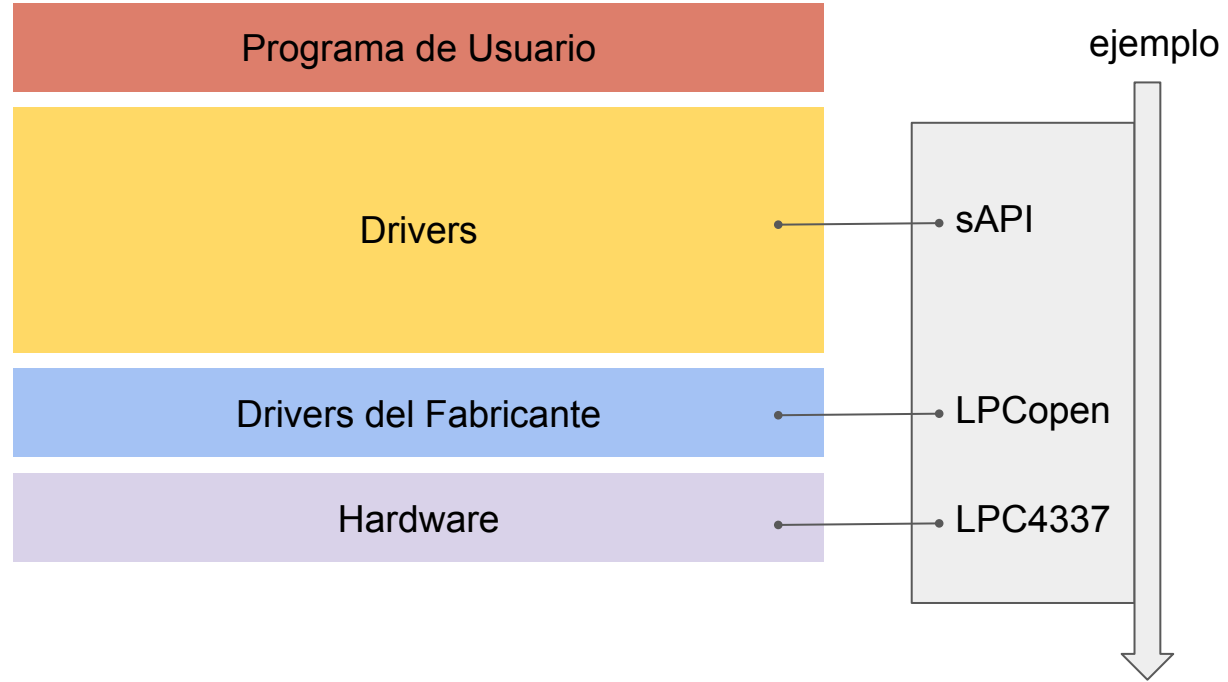 Programa de Usuario
ejemplo
Drivers
sAPI
Drivers del Fabricante
LPCopen
Hardware
LPC4337